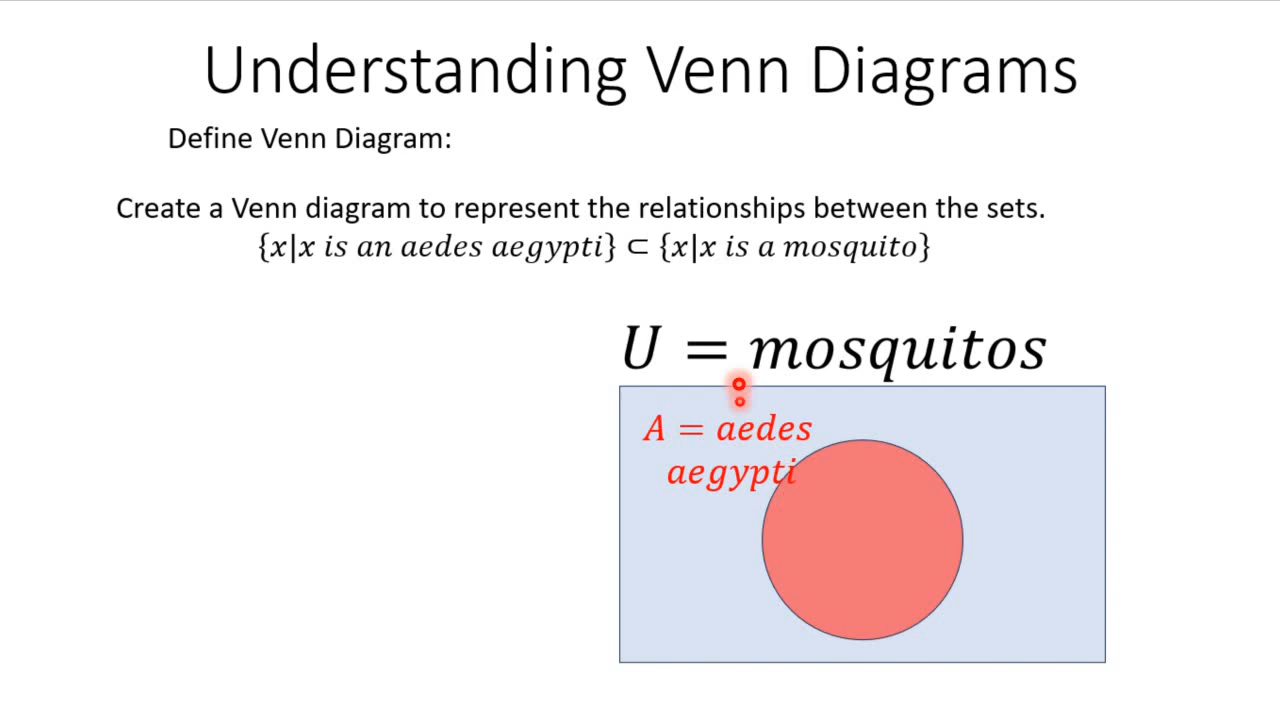 Understanding Venn Diagrams
Define Venn Diagram:
Create a Venn diagram to represent the relationships between the sets.
{x|x is an aedes aegypti} ⊂ {x|x is a mosquito}
U = mosquitos
A = aedes
aegypti